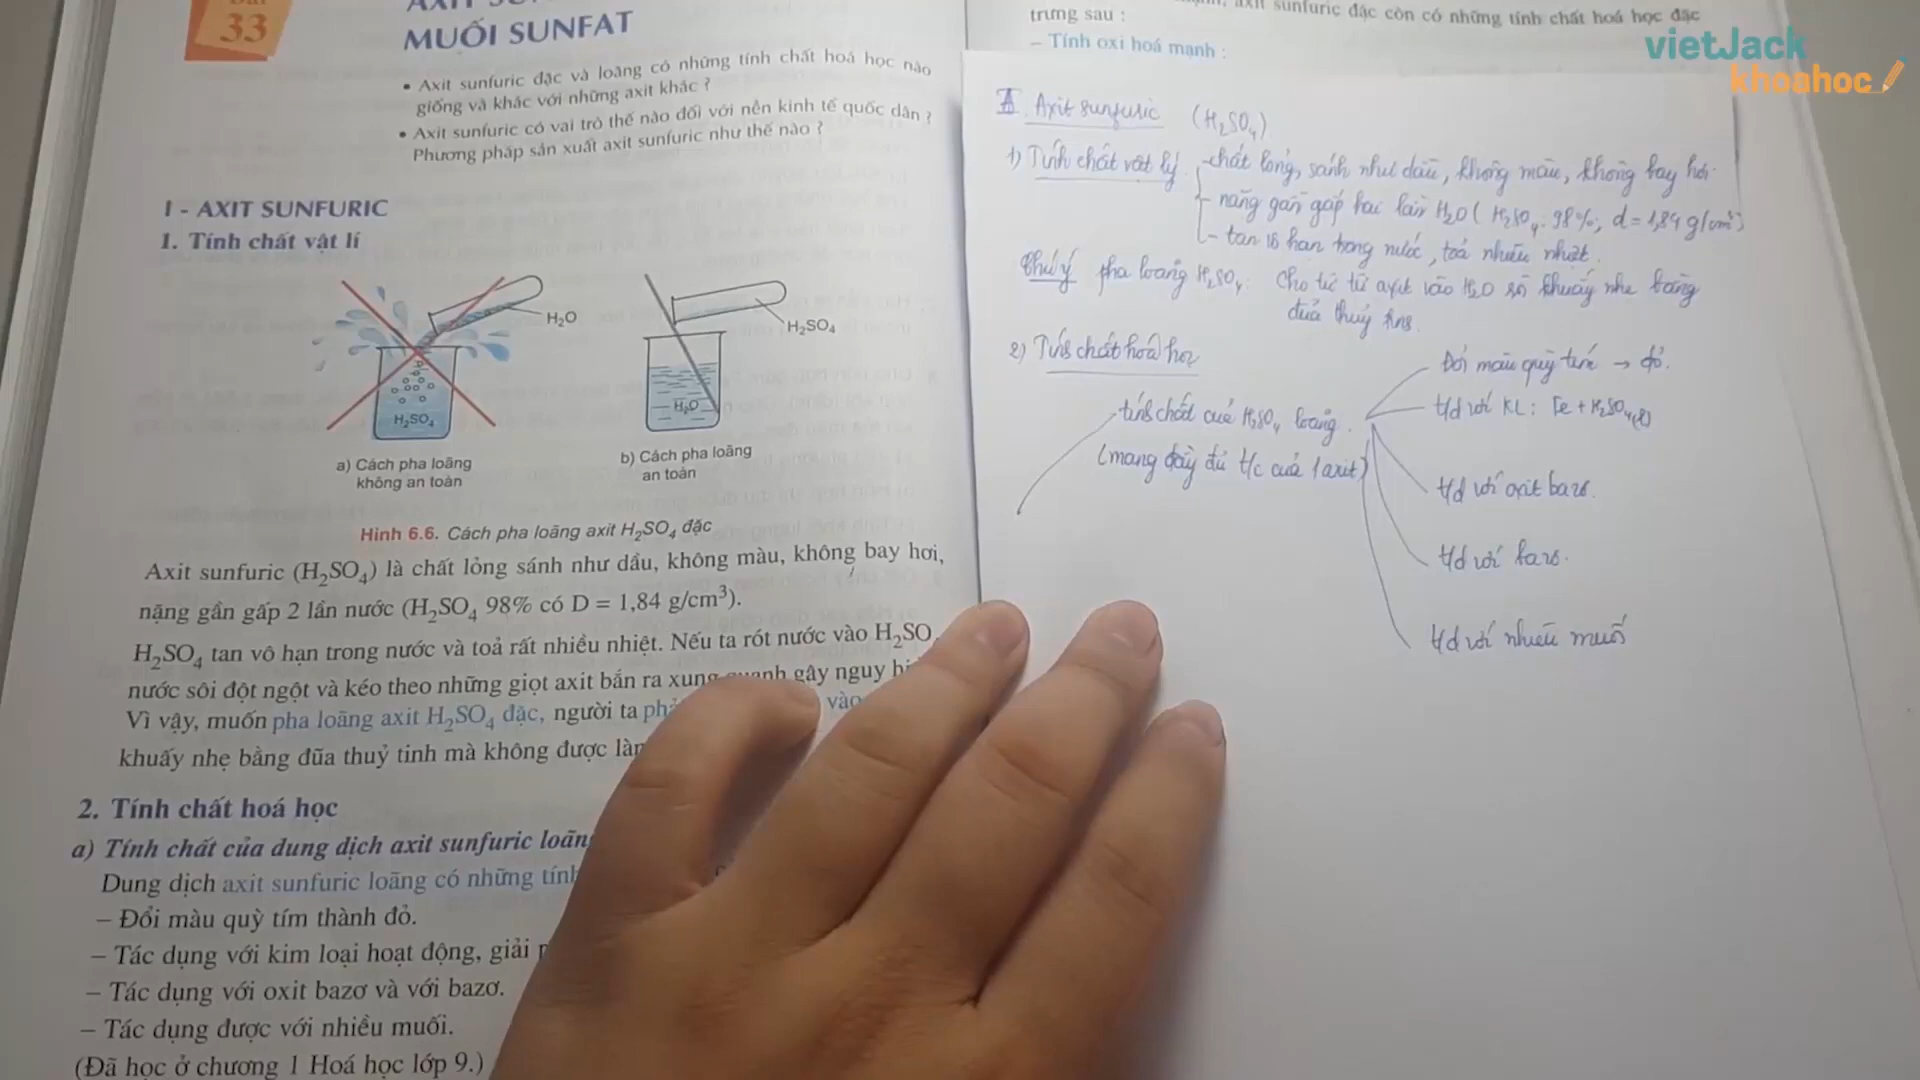 33
MUỐI SUNFAT
• Axit sunfuric đặc và loãng có những tính chất hoá học nào
giống và khác với những axit khác ?
• Axit sunfuric có vai trò thế nào đối với nền kinh tế quốc dân ?
Phương pháp sản xuất axit sunfuric như thế nào ?
I - AXIT SUNFURIC
1. Tính chất vật lí
H₂O
H₂SO₄
H₂SO₄
H₂O
a) Cách pha loãng
không an toàn
b) Cách pha loãng
an toàn
Hình 6.6. Cách pha loãng axit H₂SO₄ đặc
Axit sunfuric (H₂SO₄) là chất lỏng sánh như dầu, không màu, không bay hơi,
nặng gần gấp 2 lần nước (H₂SO₄ 98% có D = 1,84 g/cm³).
H₂SO₄ tan vô hạn trong nước và toả rất nhiều nhiệt. Nếu ta rót nước vào H₂SO
nước sôi đột ngột và kéo theo những giọt axit bắn ra xung quanh gây nguy
Vì vậy, muốn pha loãng axit H₂SO₄ đặc, người ta vào
khuấy nhẹ bằng đũa thuỷ tinh mà không được
2. Tính chất hoá học
a) Tính chất của dung dịch axit sunfuric loãng
Dung dịch axit sunfuric loãng có những tính
– Đổi màu quỳ tím thành đỏ.
– Tác dụng với kim loại hoạt động, giải
– Tác dụng với oxit bazơ và với bazơ.
– Tác dụng được với nhiều muối.
(Đã học ở chương 1 Hoá học lớp 9.)
axit sunfuric đặc còn có những tính chất hoá học đặc
trưng sau :
– Tính oxi hoá mạnh :
vietJack
khoahoc
Axit sunfuric (H₂SO₄)
1) Tính chất vật lý - chất lỏng, sánh như dầu, không màu, không bay hơi
- nặng gần gấp hai lần H₂O (H₂SO₄: 98%; d = 1,84 g/cm³)
- tan vô hạn trong nước, toả nhiều nhiệt.
Chú ý pha loãng H₂SO₄: Cho từ từ axit vào H₂O rồi khuấy nhẹ bằng
đũa thuỷ tinh.
2) Tính chất hoá học
Đổi màu quỳ tím → đỏ.
tính chất của H₂SO₄ loãng.
t/d với KL: Fe + H₂SO₄(l)
(mang đầy đủ t/c của 1 axit)
t/d với oxit bazơ.
t/d với bazơ.
t/d với nhiều muối